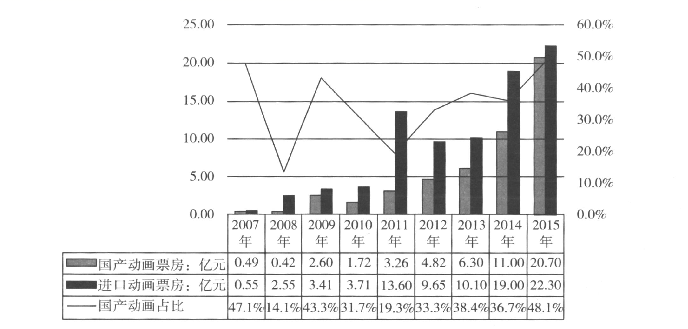 25.00 60.0%
20.00 50.0%
15.00 40.0%
10.00 30.0%
5.00 20.0%
0.00 10.0%
0.0%
2007年 2008年 2009年 2010年 2011年 2012年 2013年 2014年 2015年
国产动画票房：亿元 0.49 0.42 2.60 1.72 3.26 4.82 6.30 11.00 20.70
进口动画票房：亿元 0.55 2.55 3.41 3.71 13.60 9.65 10.10 19.00 22.30
国产动画占比 47.1% 14.1% 43.3% 31.7% 19.3% 33.3% 38.4% 36.7% 48.1%